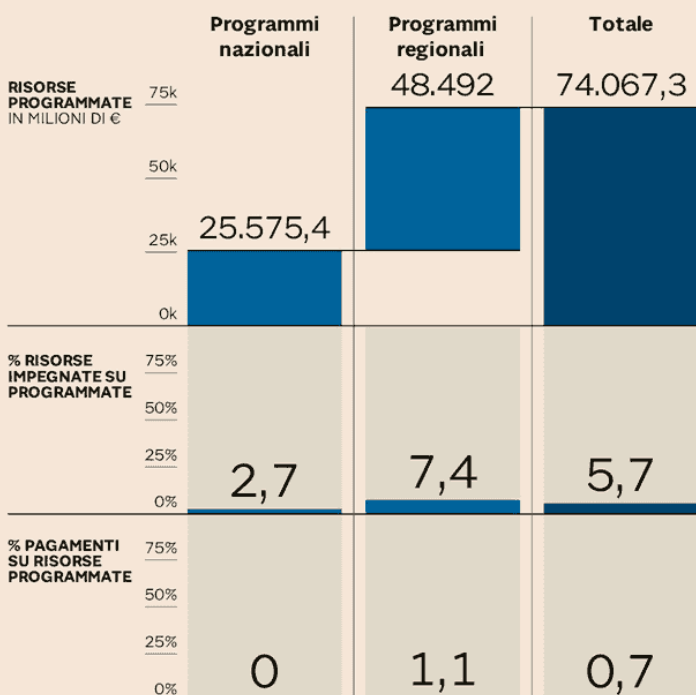 Programmi
nazionali
Programmi
regionali
Totale
RISORSE
PROGRAMMATE
IN MILIONI DI €
75k
50k
25k
0k
25.575,4
48.492
74.067,3
% RISORSE
IMPEGNATE SU
PROGRAMMATE
75%
50%
25%
0%
2,7
7,4
5,7
% PAGAMENTI
SU RISORSE
PROGRAMMATE
75%
50%
25%
0%
0
1,1
0,7